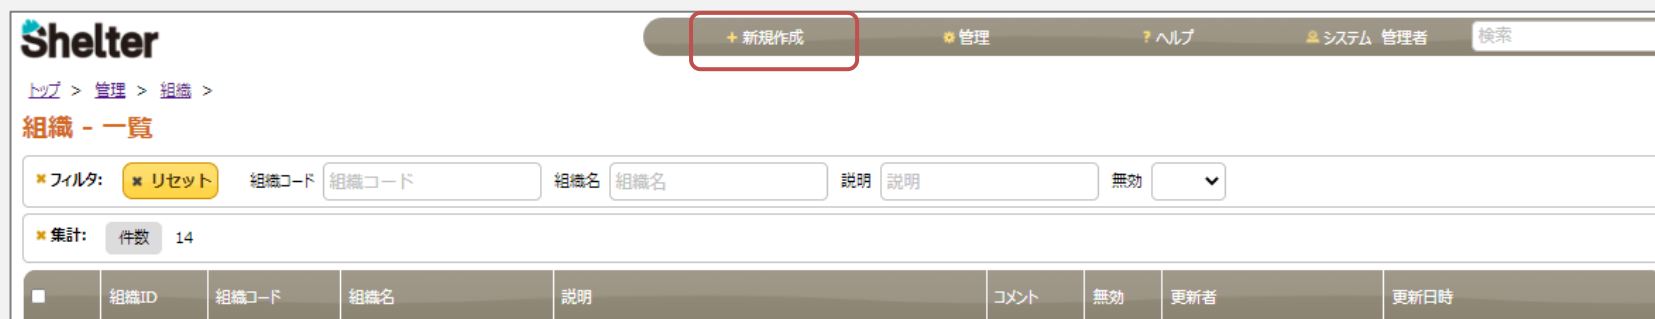 Shelter
+ 新規作成 管理 ? ヘルプ システム 管理者 検索
トップ > 管理 > 組織 >
組織 - 一覧
フィルタ: リセット 組織コード 組織コード 組織名 組織名 説明 説明 無効
集計: 件数 14
組織ID 組織コード 組織名 説明 コメント 無効 更新者 更新日時